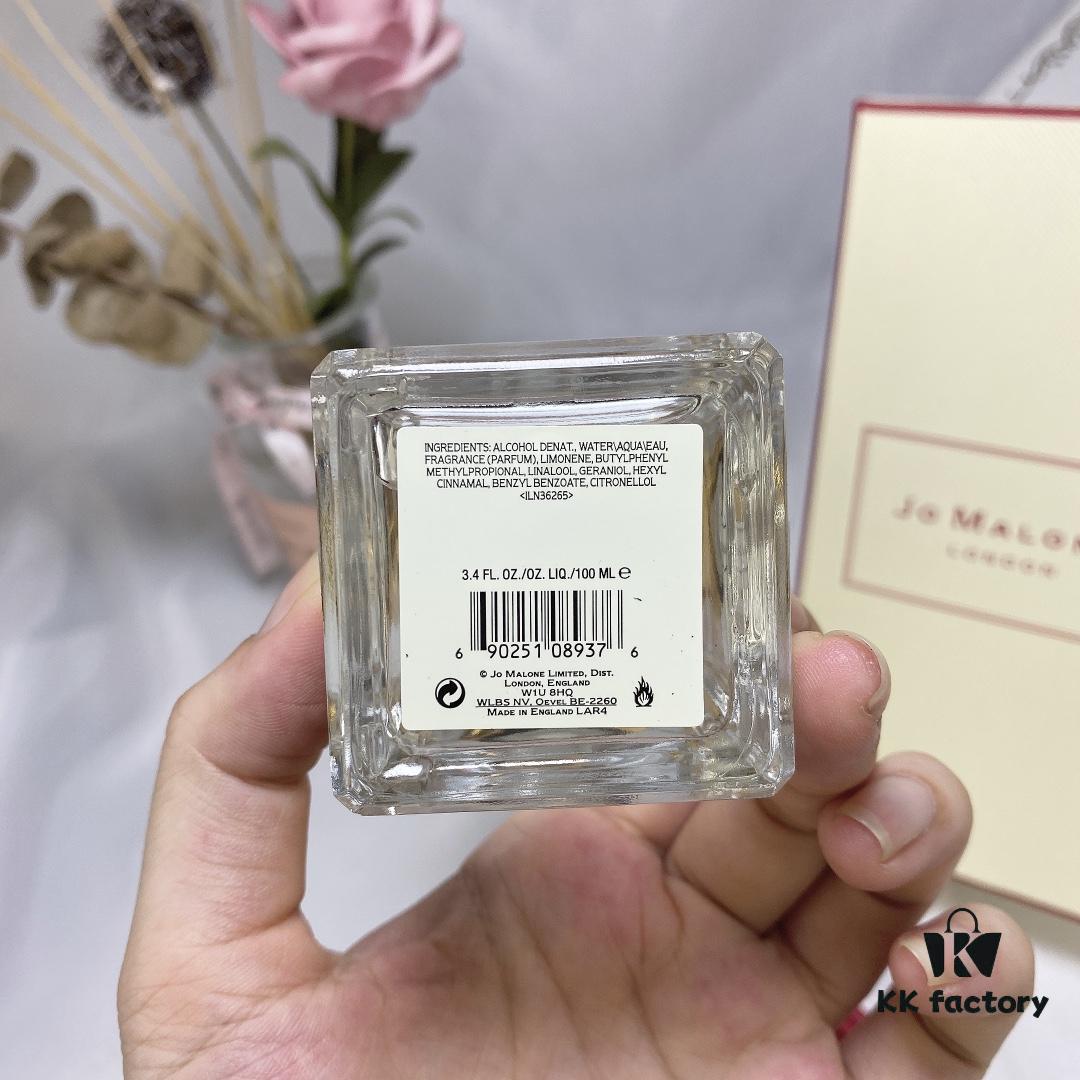 INGREDIENTS: ALCOHOL DENAT., WATER\AQUA\EAU,
FRAGRANCE (PARFUM), LIMONENE, BUTYLPHENYL
METHYLPROPIONAL, LINALOOL, GERANIOL, HEXYL
CINNAMAL, BENZYL BENZOATE, CITRONELLOL
<ILN36265>
3.4 FL. OZ./OZ. LIQ./100 ML ℮
6 90251 08937 6
© JO MALONE LIMITED, DIST.
LONDON, ENGLAND
W1U 8HQ
WLBS NV, OEVEL BE-2260
MADE IN ENGLAND LAR4
JO MALON
LONDON
K
KK factory